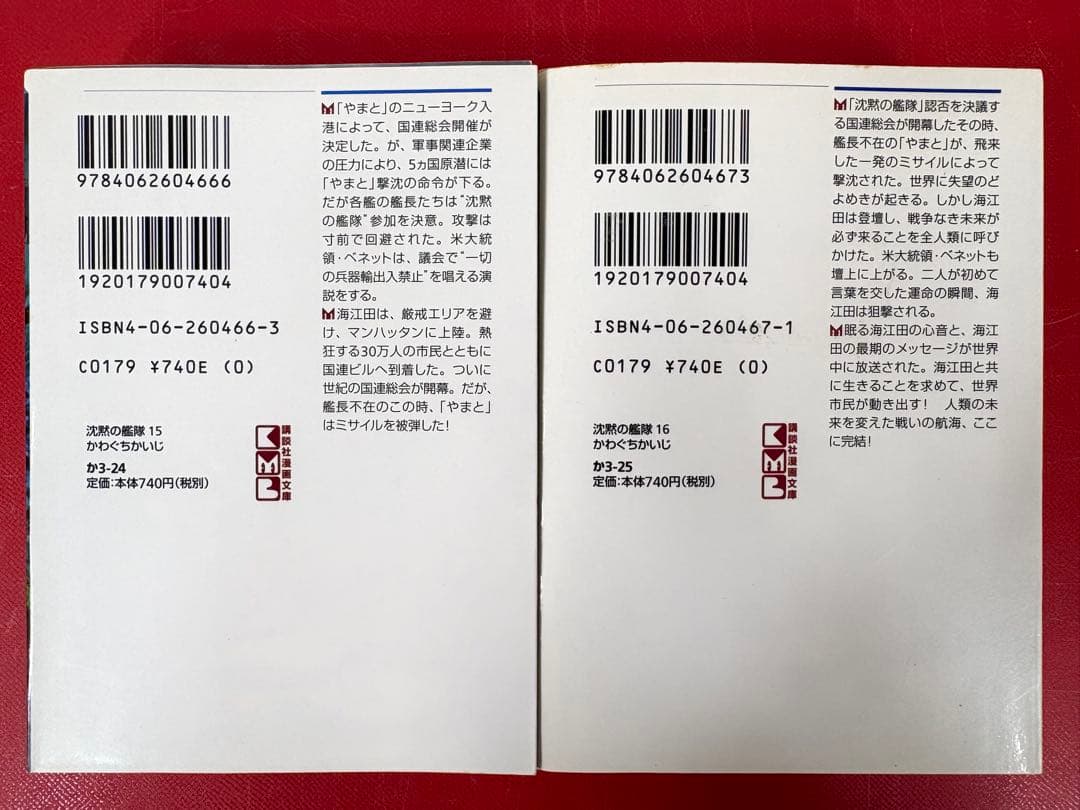 9784062604666
1920179007404
ISBN4-06-260466-3
C0179 ¥740E (0)
沈黙の艦隊 15
かわぐちかいじ
か3-24
定価:本体740円(税別)
KMB
講談社漫画文庫
「やまと」のニューヨーク入
港によって、国連総会開催が
決定した。が、軍事関連企業
の圧力により、5ヵ国原潜には
「やまと」撃沈の命令が下る。
だが各艦の艦長たちは“沈黙
の艦隊”参加を決意。攻撃は
寸前で回避された。米大統
領・ベネットは、議会で“一切
の兵器輸出入禁止”を唱える演
説をする。
海江田は、厳戒エリアを避
け、マンハッタンに上陸。熱
狂する30万人の市民とともに
国連ビルへ到着した。ついに
世紀の国連総会が開幕。だが、
艦長不在のこの時、「やまと」
はミサイルを被弾した!
9784062604673
1920179007404
ISBN4-06-260467-1
C0179 ¥740E (0)
沈黙の艦隊 16
かわぐちかいじ
か3-25
定価:本体740円(税別)
KMB
講談社漫画文庫
「沈黙の艦隊」認否を決議す
る国連総会が開幕したその時、
艦長不在の「やまと」が、飛来
した一発のミサイルによって
撃沈された。世界に失望のど
よめきが起きる。しかし海江
田は登壇し、戦争なき未来が
必ず来ることを全人類に呼び
かけた。米大統領・ベネットも
壇上に上がる。二人が初めて
言葉を交した運命の瞬間、海
江田は狙撃される。
眠る海江田の心音と、海江
田の最期のメッセージが世界
中に放送された。海江田と共
に生きることを求めて、世界
市民が動き出す! 人類の未
来を変えた戦いの航海、ここ
に完結!